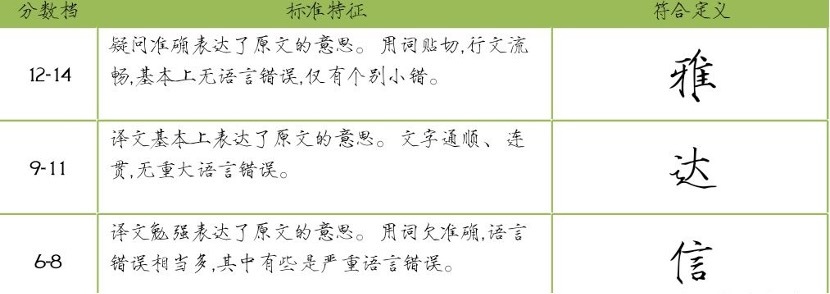 分数档 标准特征 符合定义
疑问准确表达了原文的意思。用词贴切,行文流
12-14 畅,基本上无语言错误,仅有个别小错。 雅
译文基本上表达了原文的意思。文字通顺、连
9-11 贯,无重大语言错误。 达
译文勉强表达了原文的意思。用词欠准确,语言
6-8 错误相当多,其中有些是严重语言错误。 信